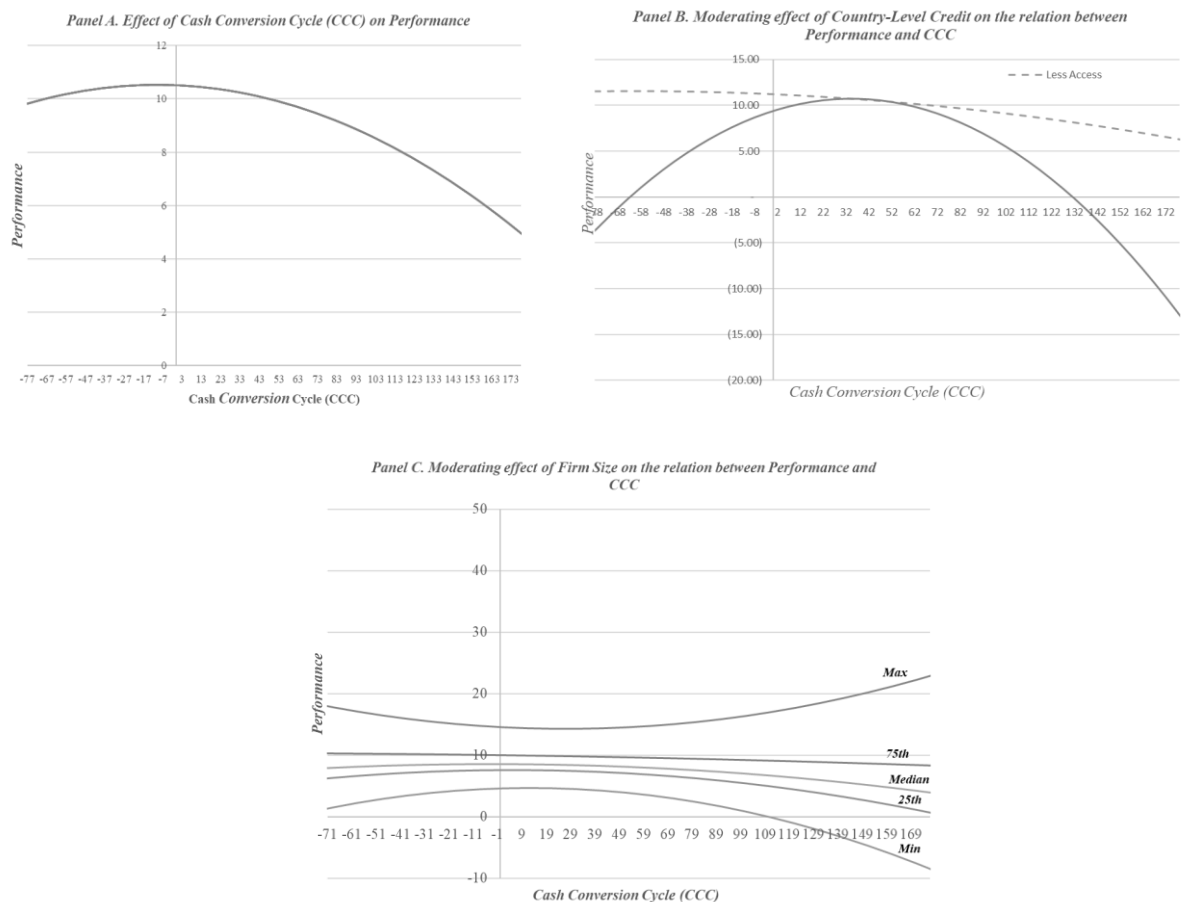 Panel A. Effect of Cash Conversion Cycle (CCC) on Performance
12
10
8
6
4
2
0
Performance
-77 -67 -57 -47 -37 -27 -17 -7 3 13 23 33 43 53 63 73 83 93 103 113 123 133 143 153 163 173
Cash Conversion Cycle (CCC)
Panel B. Moderating effect of Country-Level Credit on the relation between
Performance and CCC
15.00
Less Access
10.00
5.00
-
(5.00)
(10.00)
(15.00)
(20.00)
Performance
-78 -68 -58 -48 -38 -28 -18 -8 2 12 22 32 42 52 62 72 82 92 102 112 122 132 142 152 162 172
Cash Conversion Cycle (CCC)
Panel C. Moderating effect of Firm Size on the relation between Performance and
CCC
50
40
30
20
10
0
-10
Performance
Max
75th
Median
25th
Min
-71 -61 -51 -41 -31 -21 -11 -1 9 19 29 39 49 59 69 79 89 99 109 119 129 139 149 159 169
Cash Conversion Cycle (CCC)